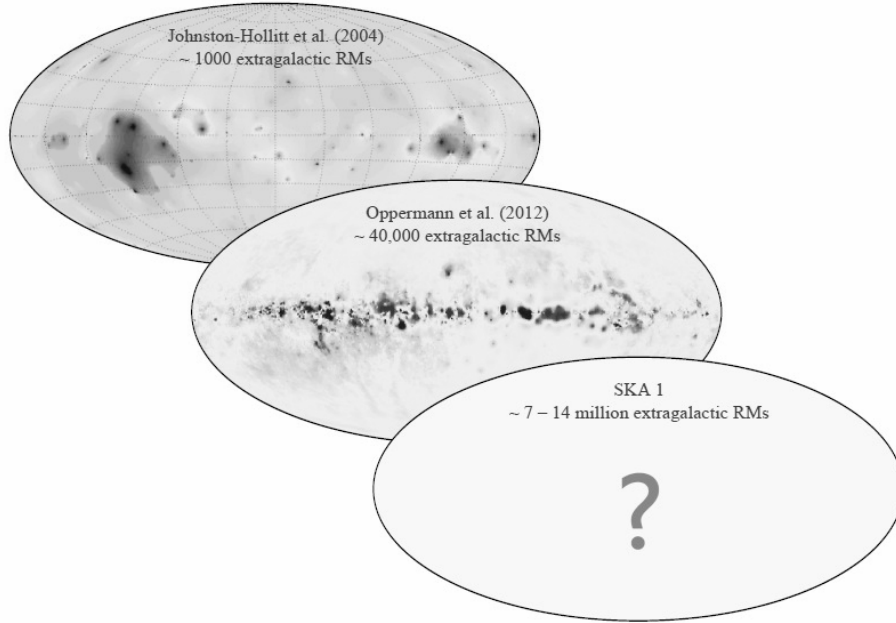 Johnston-Hollitt et al. (2004)
~ 1000 extragalactic RMs
Oppermann et al. (2012)
~ 40,000 extragalactic RMs
SKA 1
~ 7 – 14 million extragalactic RMs
?